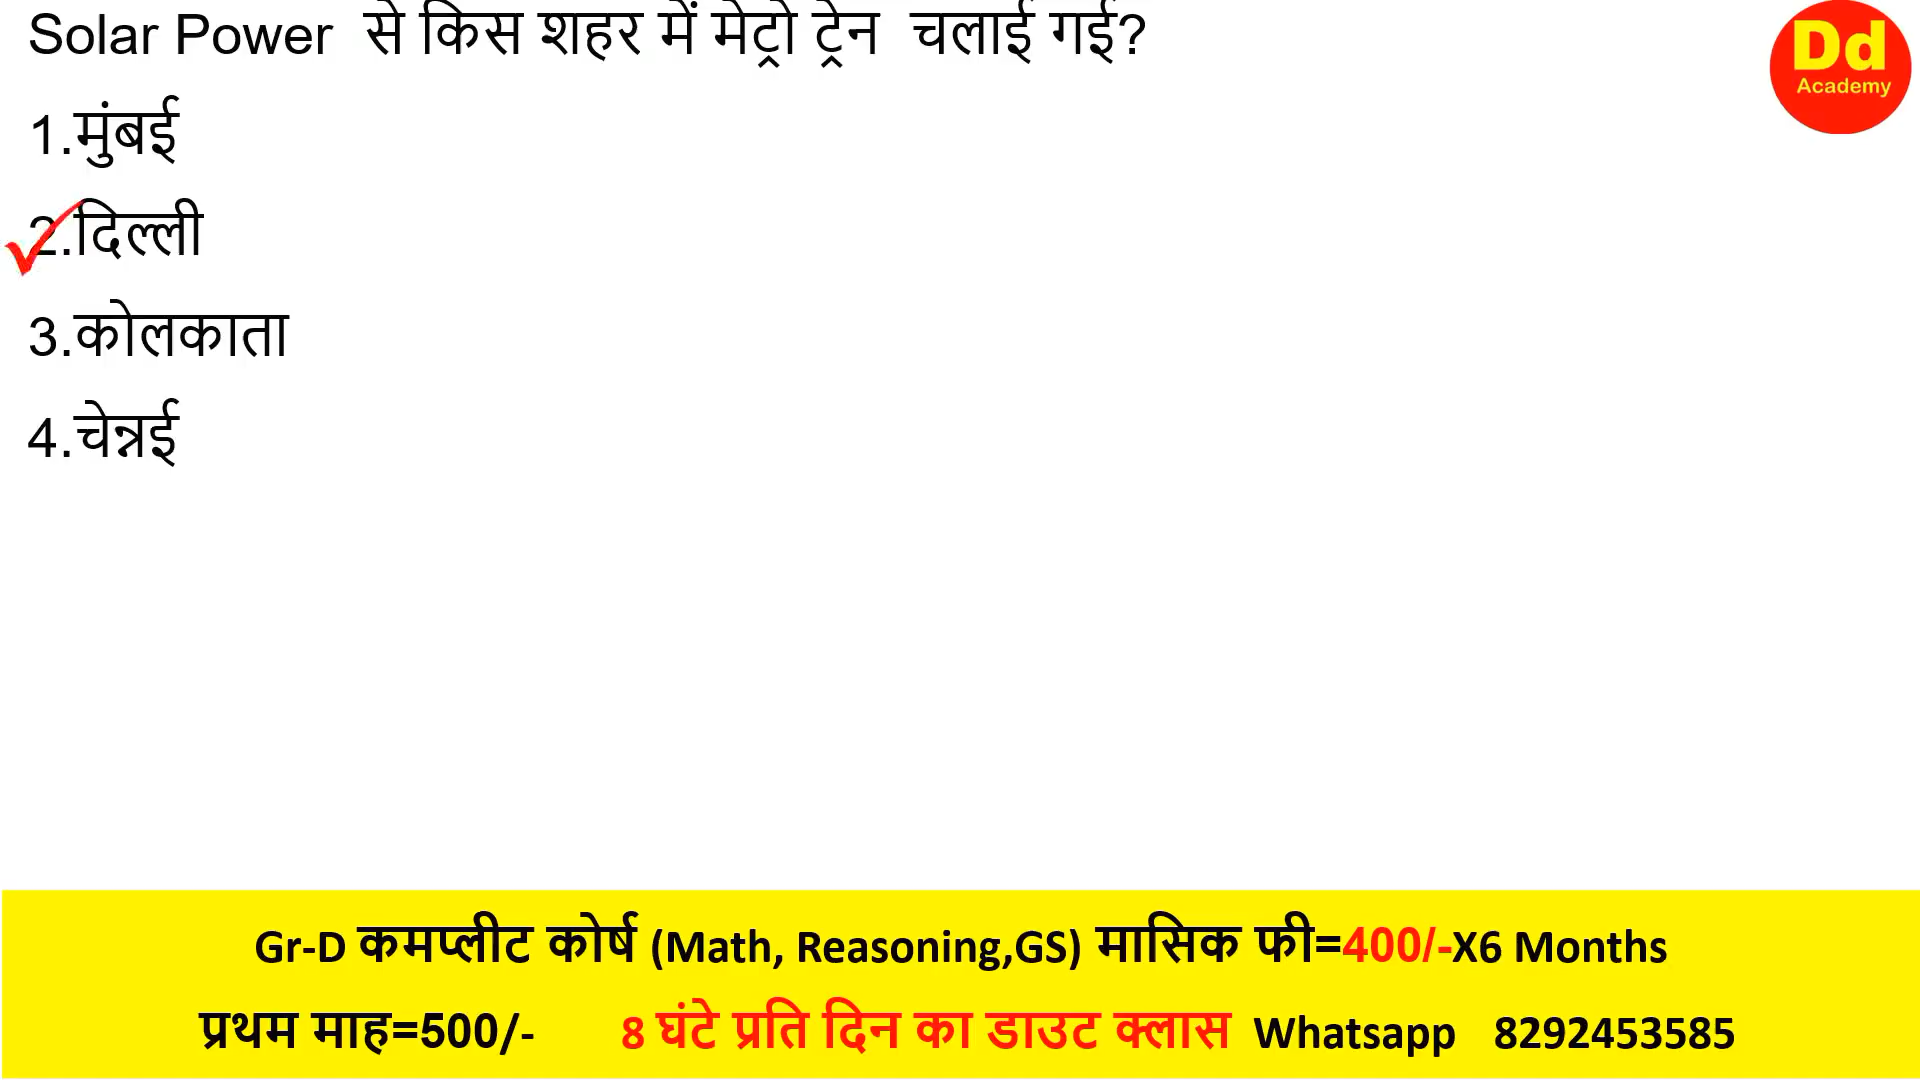 Solar Power से किस शहर में मेट्रो ट्रेन चलाई गई?
Dd
Academy
1.मुंबई
2.दिल्ली
3.कोलकाता
4.चेन्नई
Gr-D कमप्लीट कोर्ष (Math, Reasoning,GS) मासिक फी=400/-X6 Months
प्रथम माह=500/- 8 घंटे प्रति दिन का डाउट क्लास Whatsapp 8292453585